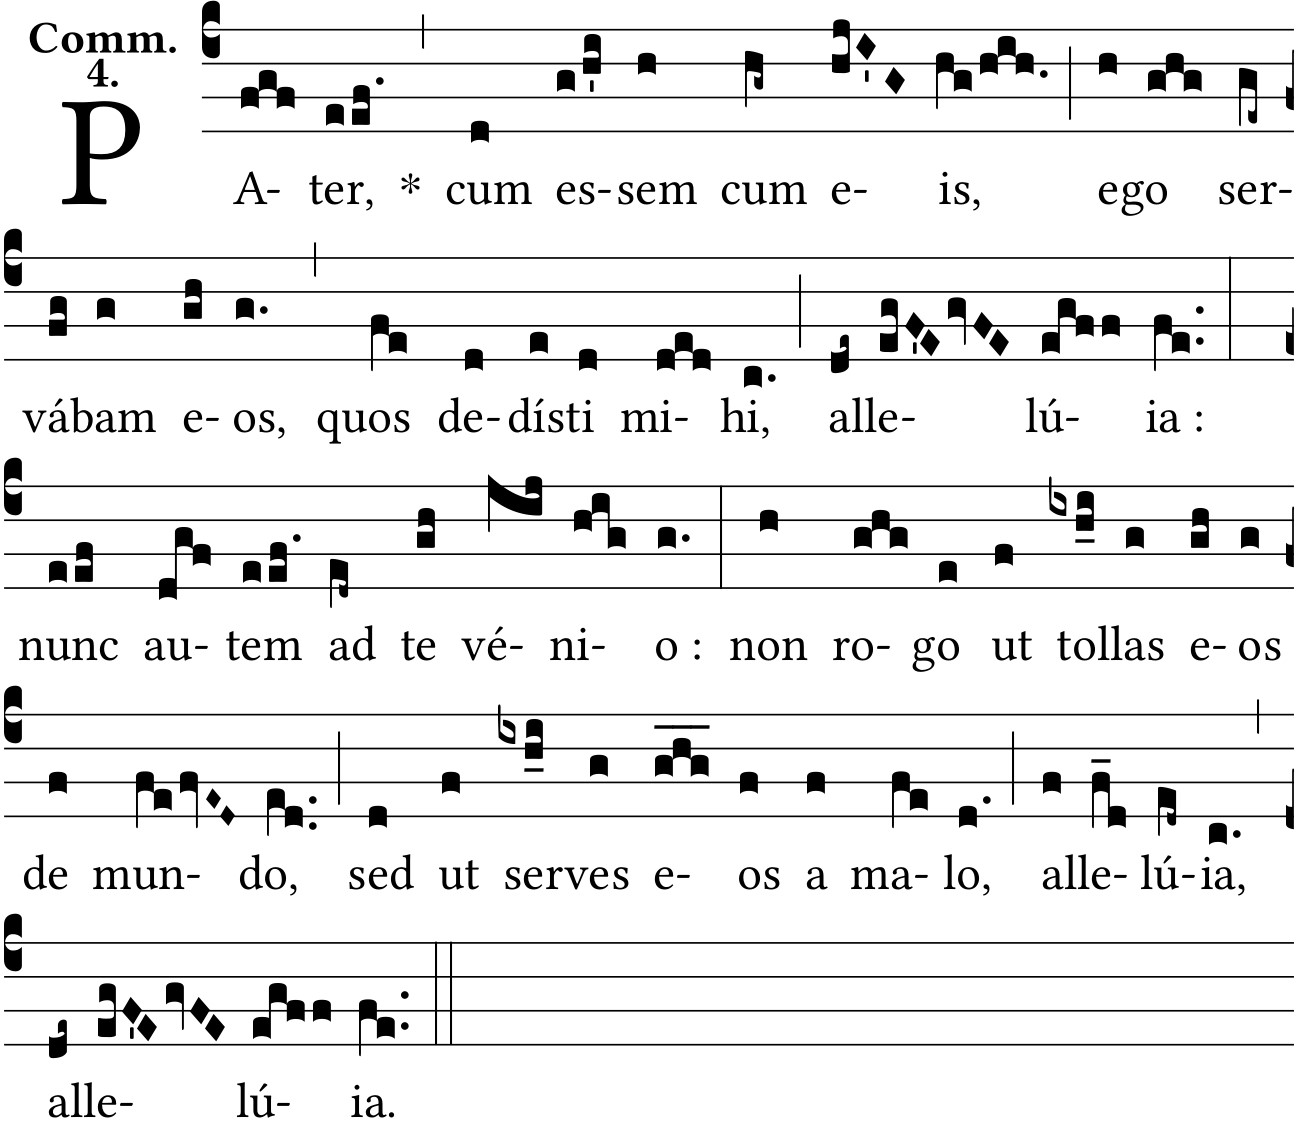 Comm.
4.
PA- ter, * cum es- sem cum e- is, ego ser-
vábam e- os, quos de- dísti mi- hi, alle- lú- ia :
nunc au- tem ad te vé- ni- o : non ro- go ut tollas e- os
de mun- do, sed ut serves e- os a ma- lo, alle- lú- ia,
alle- lú- ia.